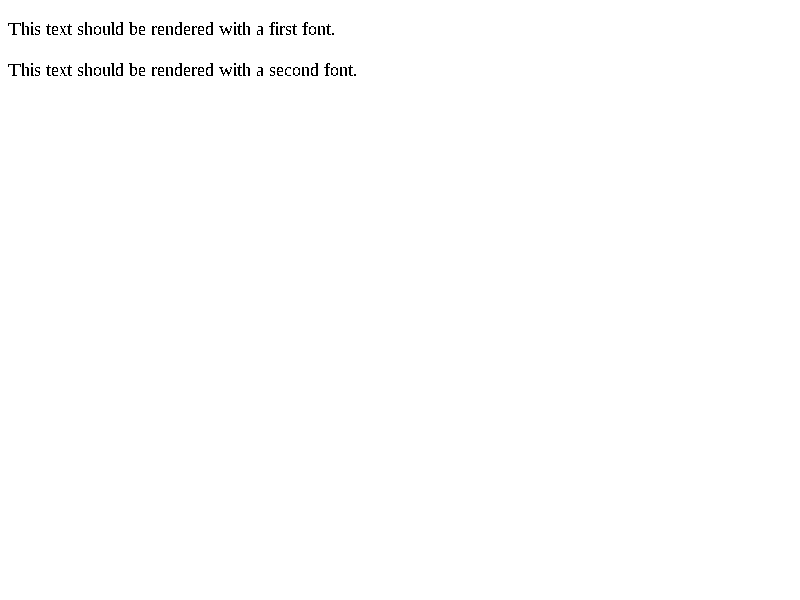 This text should be rendered with a first font.
This text should be rendered with a second font.